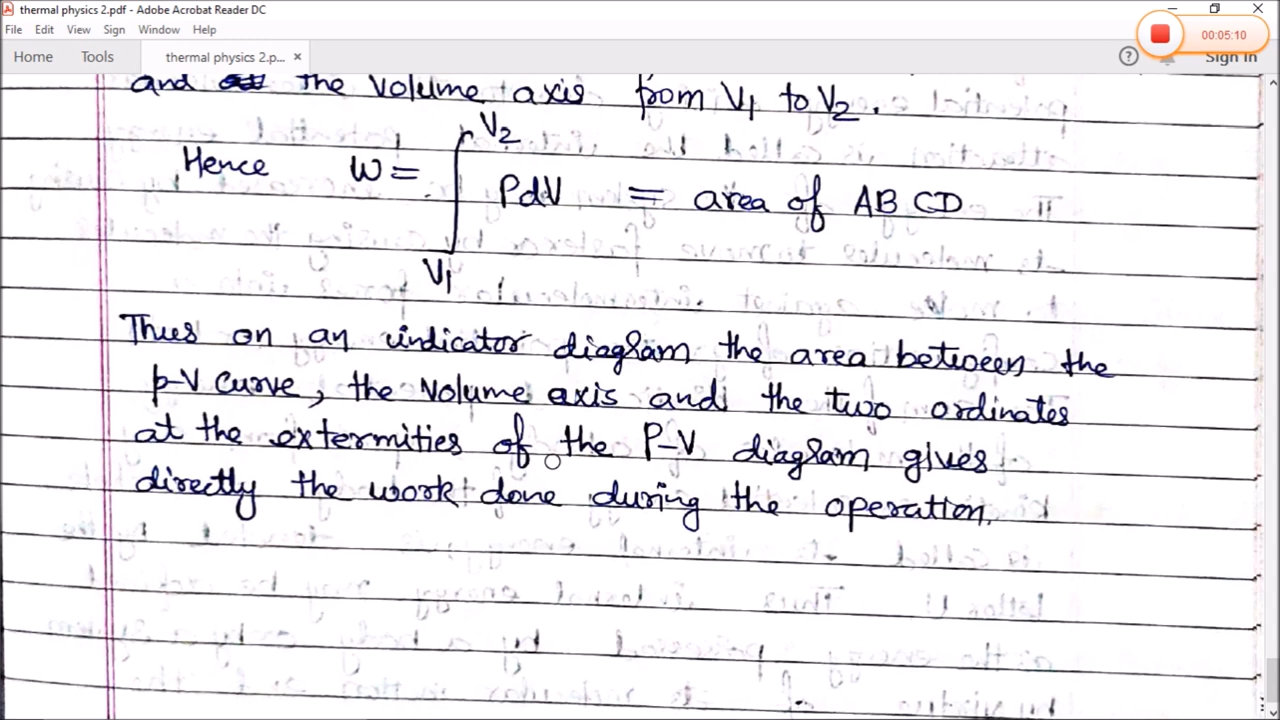 thermal physics 2.pdf - Adobe Acrobat Reader DC
File Edit View Sign Window Help
00:05:10
Home Tools thermal physics 2.p... × Sign In
and the volume axis from V1 to V2.
V2
Hence W = ∫ PdV = area of ABCD
V1
Thus on an indicator diagram the area between the
p-V curve, the volume axis and the two ordinates
at the extermities of the P-V diagram gives
directly the work done during the operation.